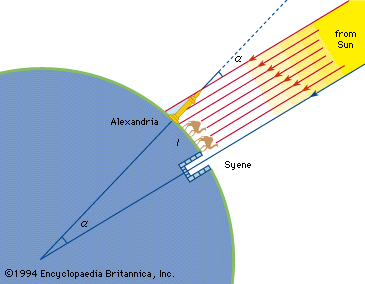 from
Sun
α
Alexandria
l
Syene
α
©1994 Encyclopaedia Britannica, Inc.